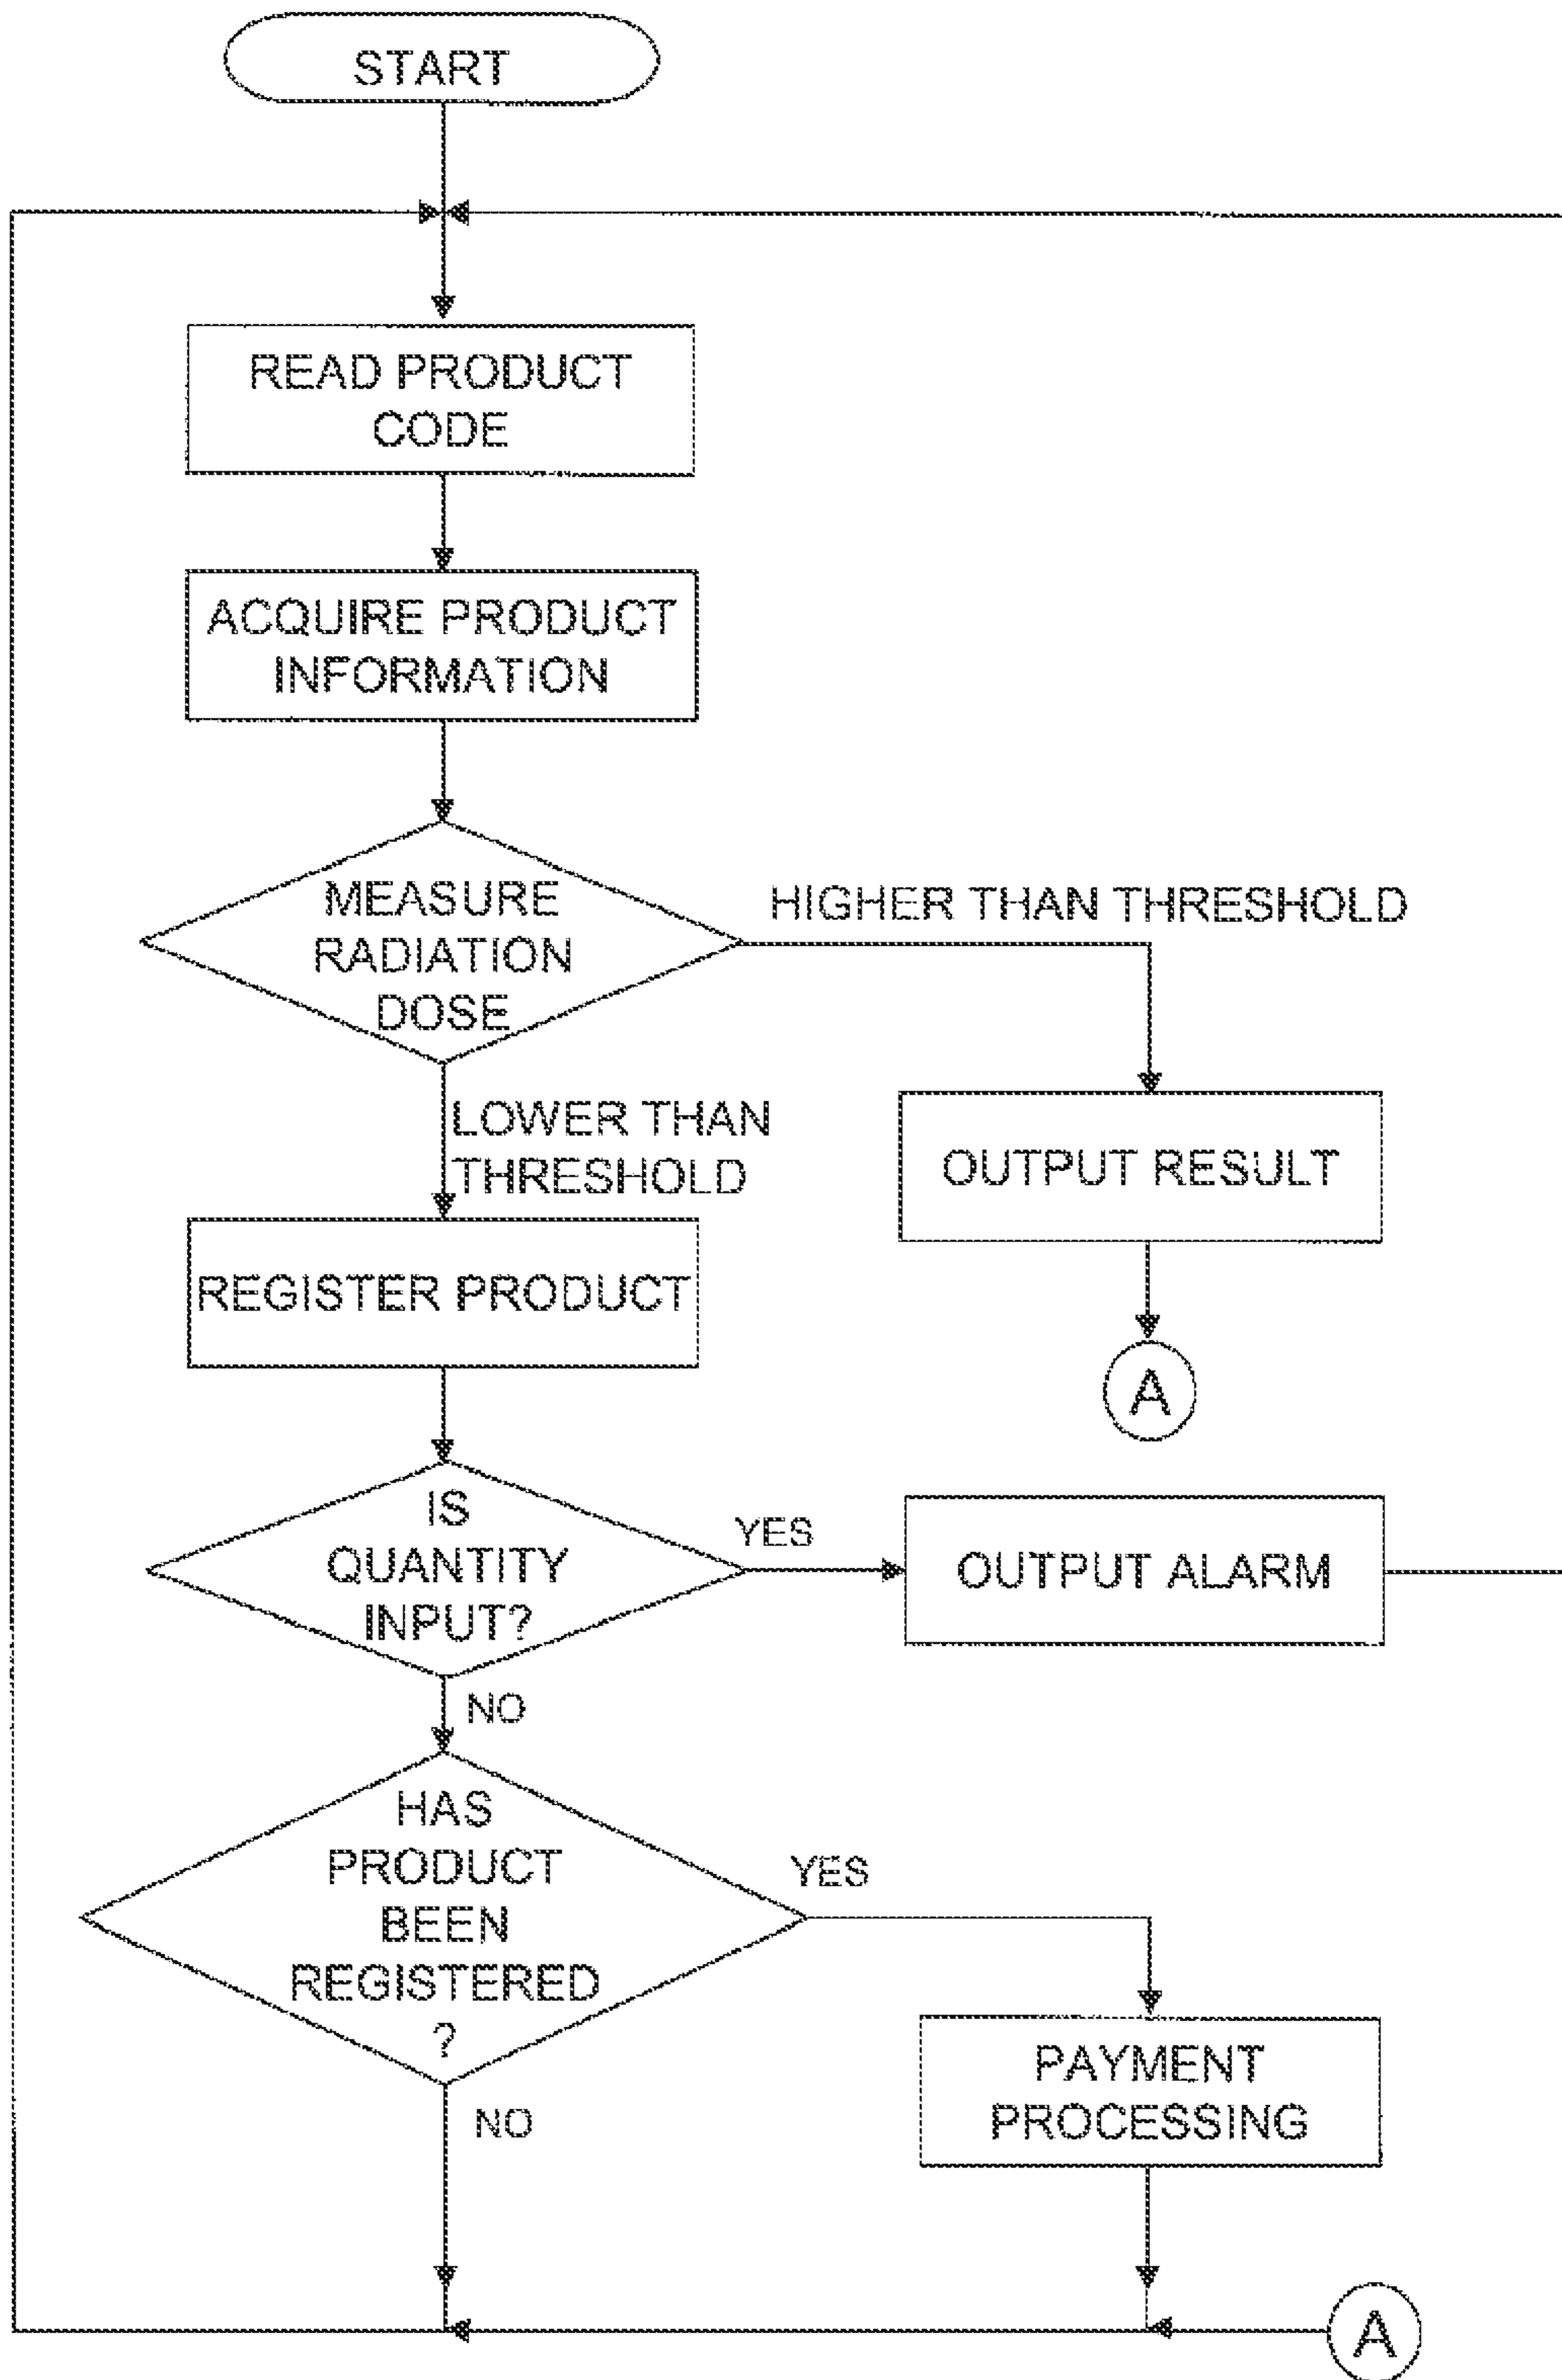 START
READ PRODUCT
CODE
ACQUIRE PRODUCT
INFORMATION
MEASURE
RADIATION
DOSE
HIGHER THAN THRESHOLD
LOWER THAN
THRESHOLD
OUTPUT RESULT
REGISTER PRODUCT
A
IS
QUANTITY
INPUT?
YES
OUTPUT ALARM
NO
HAS
PRODUCT
BEEN
REGISTERED
?
YES
PAYMENT
PROCESSING
NO
A